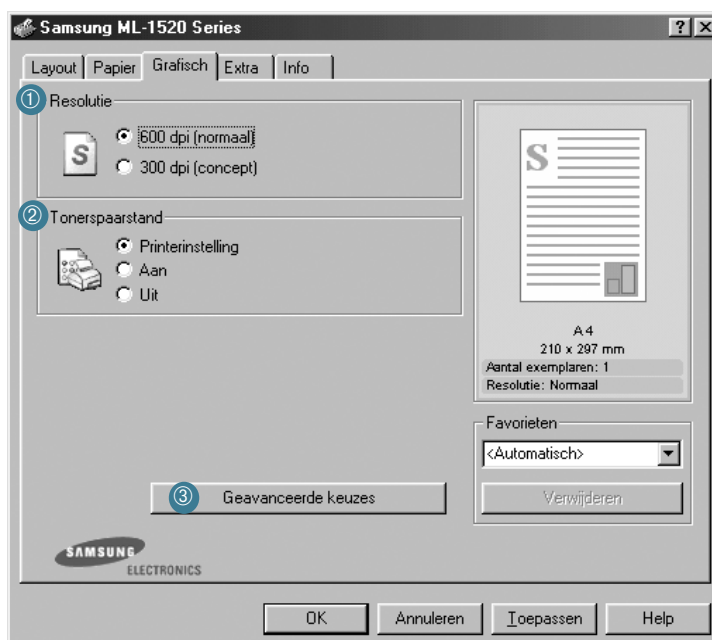 Samsung ML-1520 Series
? X
Layout Papier Grafisch Extra Info
1 Resolutie
600 dpi (normaal)
300 dpi (concept)
S
2 Tonerspaarstand
Printerinstelling
Aan
Uit
S
A4
210 x 297 mm
Aantal exemplaren: 1
Resolutie: Normaal
Favorieten
<Automatisch>
Verwijderen
3 Geavanceerde keuzes
SAMSUNG
ELECTRONICS
OK Annuleren Toepassen Help